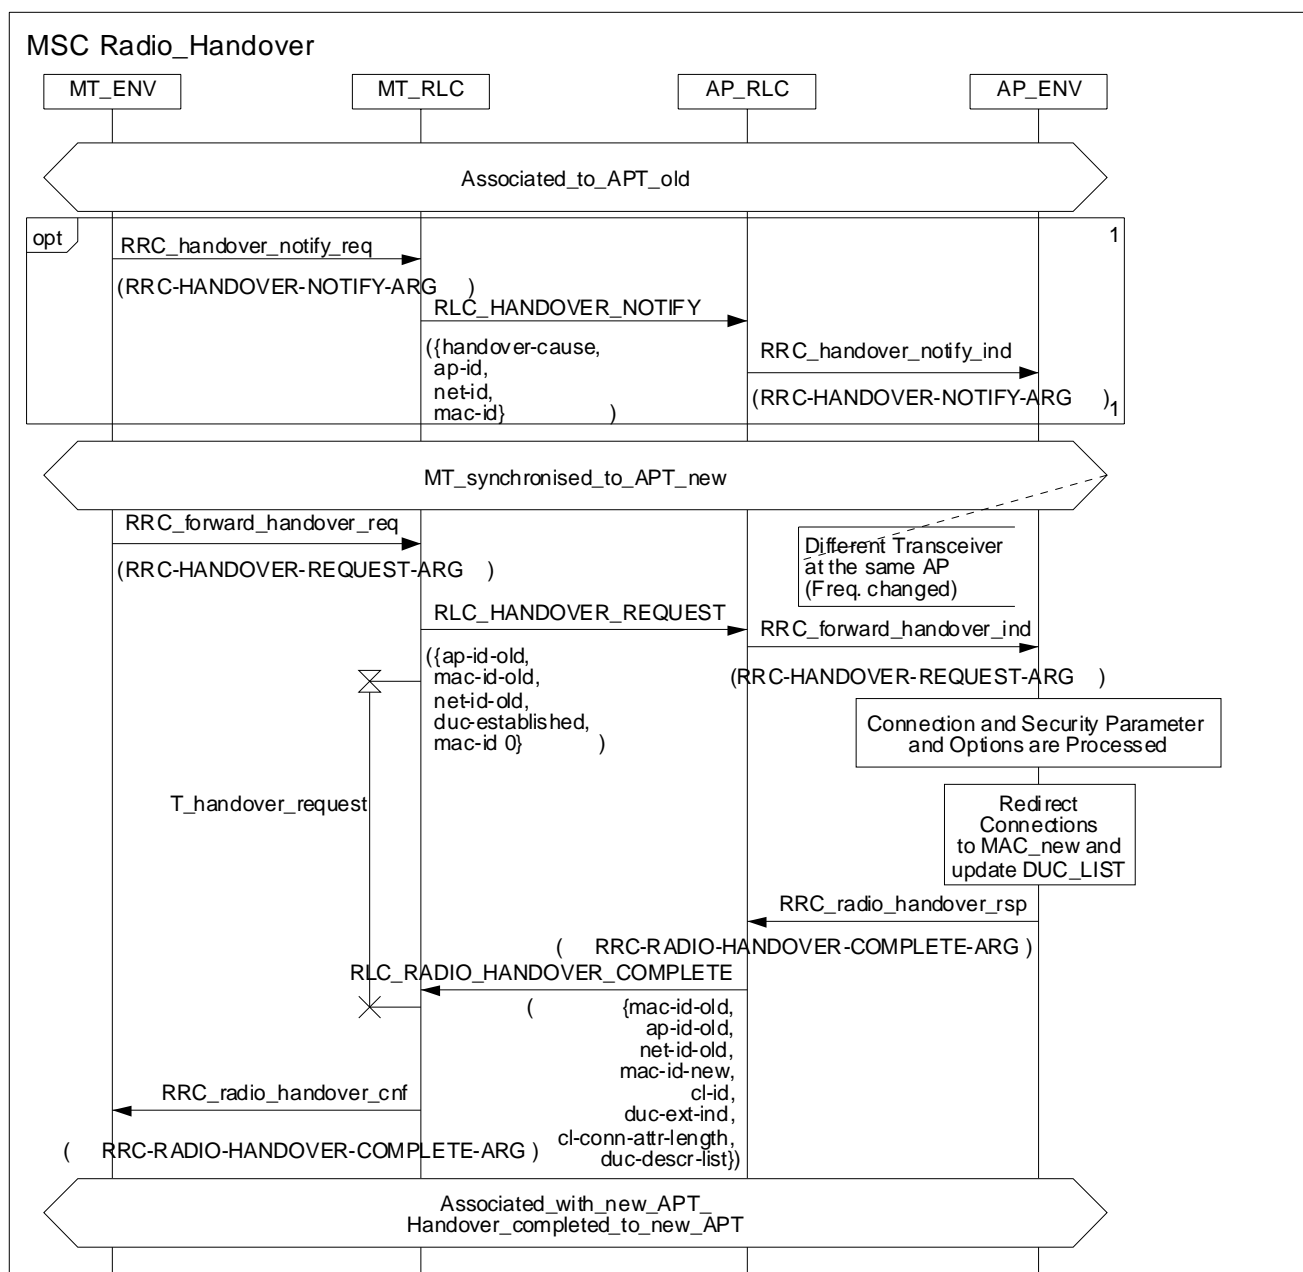 MSC Radio_Handover
MT_ENV
MT_RLC
AP_RLC
AP_ENV
Associated_to_APT_old
opt
1
RRC_handover_notify_req
(RRC-HANDOVER-NOTIFY-ARG )
RLC_HANDOVER_NOTIFY
({handover-cause,
ap-id,
net-id,
mac-id} )
RRC_handover_notify_ind
(RRC-HANDOVER-NOTIFY-ARG )
1
MT_synchronised_to_APT_new
RRC_forward_handover_req
(RRC-HANDOVER-REQUEST-ARG )
Different Transceiver
at the same AP
(Freq. changed)
RLC_HANDOVER_REQUEST
({ap-id-old,
mac-id-old,
net-id-old,
duc-established,
mac-id 0} )
RRC_forward_handover_ind
(RRC-HANDOVER-REQUEST-ARG )
Connection and Security Parameter
and Options are Processed
T_handover_request
Redirect
Connections
to MAC_new and
update DUC_LIST
RRC_radio_handover_rsp
( RRC-RADIO-HANDOVER-COMPLETE-ARG )
RLC_RADIO_HANDOVER_COMPLETE
( {mac-id-old,
ap-id-old,
net-id-old,
mac-id-new,
cl-id,
duc-ext-ind,
cl-conn-attr-length,
duc-descr-list})
RRC_radio_handover_cnf
( RRC-RADIO-HANDOVER-COMPLETE-ARG )
Associated_with_new_APT_
Handover_completed_to_new_APT